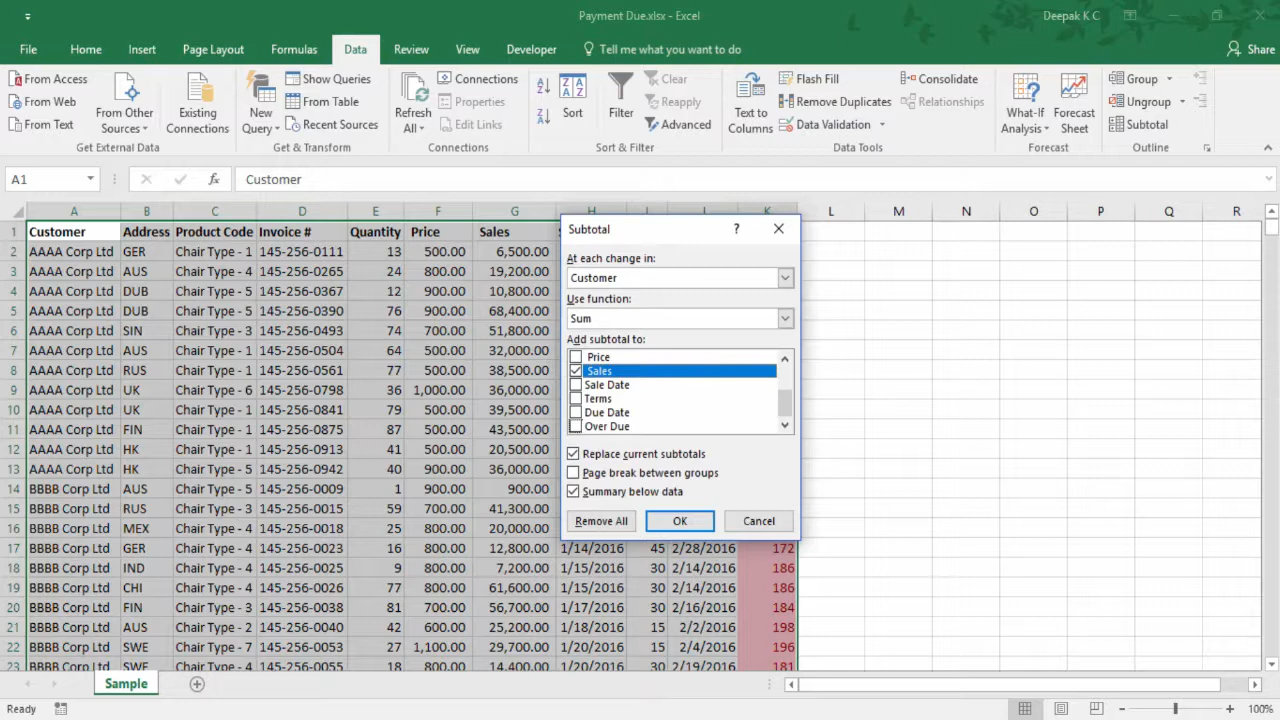 Payment Due.xlsx - Excel
Deepak K C
File Home Insert Page Layout Formulas Data Review View Developer Tell me what you want to do Share
From Access
From Web
From Text
From Other Sources
Existing Connections
Get External Data
New Query
Show Queries
From Table
Recent Sources
Get & Transform
Refresh All
Connections
Properties
Edit Links
Connections
Sort
Filter
Clear
Reapply
Advanced
Sort & Filter
Text to Columns
Flash Fill
Remove Duplicates
Data Validation
Consolidate
Relationships
Data Tools
What-If Analysis
Forecast Sheet
Forecast
Group
Ungroup
Subtotal
Outline
A1 fx Customer
A B C D E F G H I J K L M N O P Q R
1 Customer Address Product Code Invoice # Quantity Price Sales
2 AAAA Corp Ltd GER Chair Type - 1 145-256-0111 13 500.00 6,500.00
3 AAAA Corp Ltd AUS Chair Type - 4 145-256-0265 24 800.00 19,200.00
4 AAAA Corp Ltd DUB Chair Type - 5 145-256-0367 12 900.00 10,800.00
5 AAAA Corp Ltd DUB Chair Type - 5 145-256-0390 76 900.00 68,400.00
6 AAAA Corp Ltd SIN Chair Type - 3 145-256-0493 74 700.00 51,800.00
7 AAAA Corp Ltd AUS Chair Type - 1 145-256-0504 64 500.00 32,000.00
8 AAAA Corp Ltd RUS Chair Type - 1 145-256-0561 77 500.00 38,500.00
9 AAAA Corp Ltd UK Chair Type - 6 145-256-0798 36 1,000.00 36,000.00
10 AAAA Corp Ltd UK Chair Type - 1 145-256-0841 79 500.00 39,500.00
11 AAAA Corp Ltd FIN Chair Type - 1 145-256-0875 87 500.00 43,500.00
12 AAAA Corp Ltd HK Chair Type - 1 145-256-0913 41 500.00 20,500.00
13 AAAA Corp Ltd HK Chair Type - 5 145-256-0942 40 900.00 36,000.00
14 BBBB Corp Ltd AUS Chair Type - 5 145-256-0009 1 900.00 900.00
15 BBBB Corp Ltd RUS Chair Type - 3 145-256-0015 59 700.00 41,300.00
16 BBBB Corp Ltd MEX Chair Type - 4 145-256-0018 25 800.00 20,000.00
17 BBBB Corp Ltd GER Chair Type - 4 145-256-0023 16 800.00 12,800.00 1/14/2016 45 2/28/2016 172
18 BBBB Corp Ltd IND Chair Type - 4 145-256-0025 9 800.00 7,200.00 1/15/2016 30 2/14/2016 186
19 BBBB Corp Ltd CHI Chair Type - 4 145-256-0026 77 800.00 61,600.00 1/15/2016 30 2/14/2016 186
20 BBBB Corp Ltd FIN Chair Type - 3 145-256-0038 81 700.00 56,700.00 1/17/2016 30 2/16/2016 184
21 BBBB Corp Ltd AUS Chair Type - 2 145-256-0040 42 600.00 25,200.00 1/18/2016 15 2/2/2016 198
22 BBBB Corp Ltd SWE Chair Type - 7 145-256-0053 27 1,100.00 29,700.00 1/20/2016 15 2/4/2016 196
23 BBBB Corp Ltd SWE Chair Type - 4 145-256-0055 18 800.00 14,400.00 1/20/2016 30 2/19/2016 181
Subtotal ?
At each change in:
Customer
Use function:
Sum
Add subtotal to:
Price
Sales
Sale Date
Terms
Due Date
Over Due
Replace current subtotals
Page break between groups
Summary below data
Remove All OK Cancel
Sample
Ready 100%